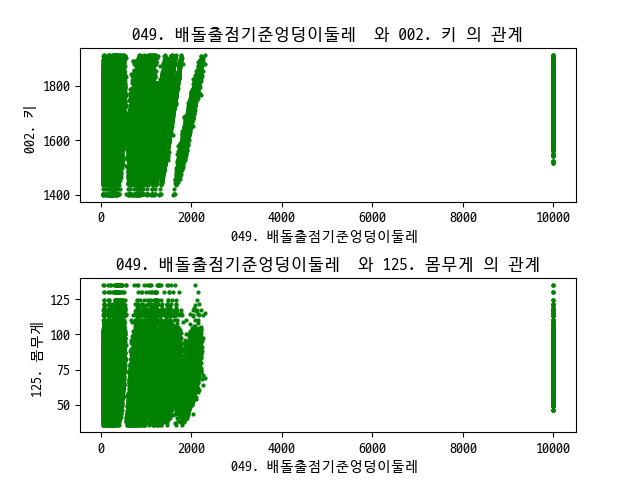 049. 배돌출점기준엉덩이둘레 와 002. 키 의 관계
002. 키
1800
1600
1400
0 2000 4000 6000 8000 10000
049. 배돌출점기준엉덩이둘레
049. 배돌출점기준엉덩이둘레 와 125. 몸무게 의 관계
125. 몸무게
125
100
75
50
0 2000 4000 6000 8000 10000
049. 배돌출점기준엉덩이둘레